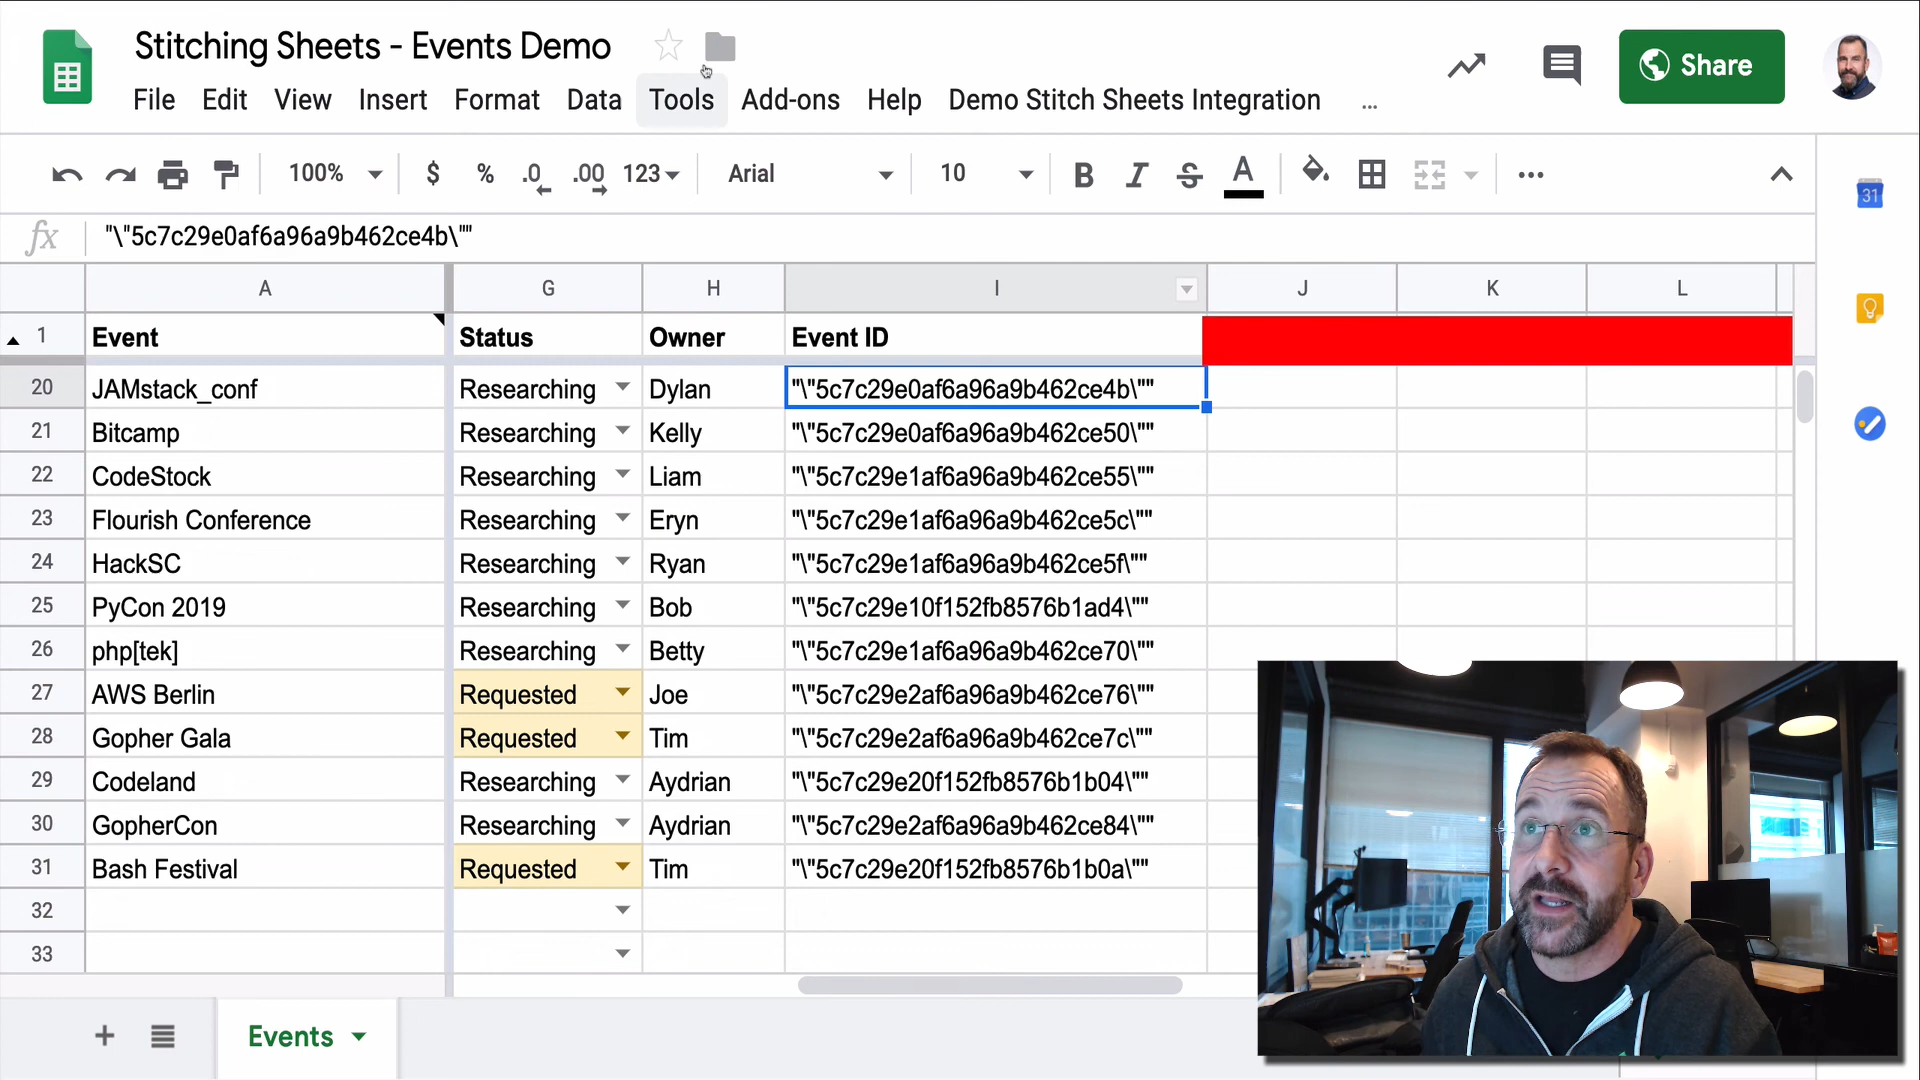 Stitching Sheets - Events Demo
File Edit View Insert Format Data Tools Add-ons Help Demo Stitch Sheets Integration ...
Share
100% $ % .0 .00 123 Arial 10 B I S A
31
fx "\"5c7c29e0af6a96a9b462ce4b\""
A G H I J K L
1 Event Status Owner Event ID
20 JAMstack_conf Researching Dylan "\"5c7c29e0af6a96a9b462ce4b\""
21 Bitcamp Researching Kelly "\"5c7c29e0af6a96a9b462ce50\""
22 CodeStock Researching Liam "\"5c7c29e1af6a96a9b462ce55\""
23 Flourish Conference Researching Eryn "\"5c7c29e1af6a96a9b462ce5c\""
24 HackSC Researching Ryan "\"5c7c29e1af6a96a9b462ce5f\""
25 PyCon 2019 Researching Bob "\"5c7c29e10f152fb8576b1ad4\""
26 php[tek] Researching Betty "\"5c7c29e1af6a96a9b462ce70\""
27 AWS Berlin Requested Joe "\"5c7c29e2af6a96a9b462ce76\""
28 Gopher Gala Requested Tim "\"5c7c29e2af6a96a9b462ce7c\""
29 Codeland Researching Aydrian "\"5c7c29e20f152fb8576b1b04\""
30 GopherCon Researching Aydrian "\"5c7c29e2af6a96a9b462ce84\""
31 Bash Festival Requested Tim "\"5c7c29e20f152fb8576b1b0a\""
32
33
Events